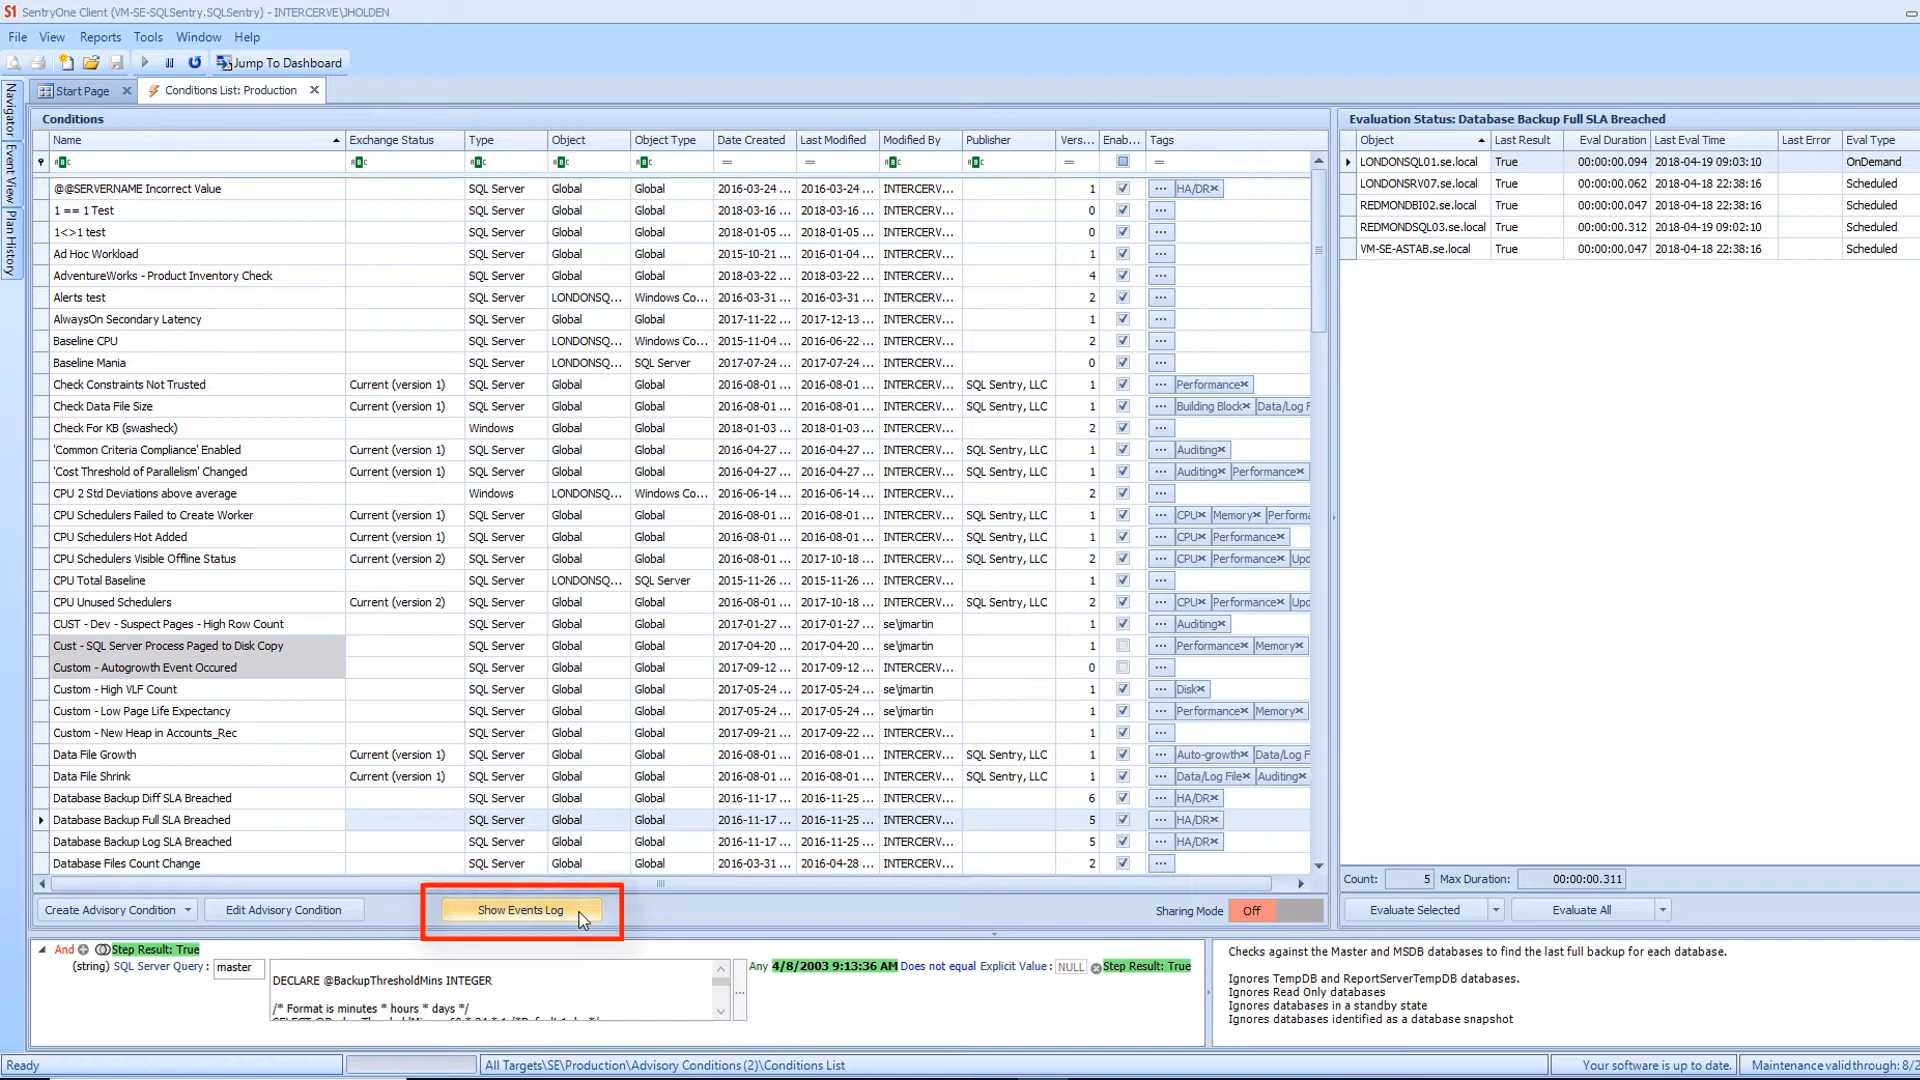 SentryOne Client (VM-SE-SQLSentry.SQLSentry) - INTERCERVE\JHOLDEN
File View Reports Tools Window Help
Jump To Dashboard
Start Page Conditions List: Production
Navigator
Event View
Plan History
Conditions
Name Exchange Status Type Object Object Type Date Created Last Modified Modified By Publisher Vers... Enab... Tags
@@SERVERNAME Incorrect Value SQL Server Global Global 2016-03-24 ... 2016-03-24 ... INTERCERV... 1 ... HA/DR
1 == 1 Test SQL Server Global Global 2018-03-16 ... 2018-03-16 ... INTERCERV... 0 ...
1<>1 test SQL Server Global Global 2018-01-05 ... 2018-01-05 ... INTERCERV... 0 ...
Ad Hoc Workload SQL Server Global Global 2015-10-21 ... 2016-01-04 ... INTERCERV... 1 ...
AdventureWorks - Product Inventory Check SQL Server Global Global 2018-03-22 ... 2018-03-22 ... INTERCERV... 4 ...
Alerts test SQL Server LONDONSQ... Windows Co... 2016-03-31 ... 2016-03-31 ... INTERCERV... 2 ...
AlwaysOn Secondary Latency SQL Server Global Global 2017-11-22 ... 2017-12-13 ... INTERCERV... 1 ...
Baseline CPU SQL Server LONDONSQ... Windows Co... 2015-11-04 ... 2016-06-22 ... INTERCERV... 2 ...
Baseline Mania SQL Server LONDONSQ... SQL Server 2017-07-24 ... 2017-07-24 ... INTERCERV... 0 ...
Check Constraints Not Trusted Current (version 1) SQL Server Global Global 2016-08-01 ... 2016-08-01 ... INTERCERV... SQL Sentry, LLC 1 ... Performance
Check Data File Size Current (version 1) SQL Server Global Global 2016-08-01 ... 2016-08-01 ... INTERCERV... SQL Sentry, LLC 1 ... Building Block Data/Log F
Check For KB (swasheck) Windows Global Global 2018-01-03 ... 2018-01-03 ... INTERCERV... 2 ...
'Common Criteria Compliance' Enabled Current (version 1) SQL Server Global Global 2016-04-27 ... 2016-04-27 ... INTERCERV... SQL Sentry, LLC 1 ... Auditing
'Cost Threshold of Parallelism' Changed Current (version 1) SQL Server Global Global 2016-04-27 ... 2016-04-27 ... INTERCERV... SQL Sentry, LLC 1 ... Auditing Performance
CPU 2 Std Deviations above average Windows LONDONSQ... Windows Co... 2016-06-14 ... 2016-06-14 ... INTERCERV... 2 ...
CPU Schedulers Failed to Create Worker Current (version 1) SQL Server Global Global 2016-08-01 ... 2016-08-01 ... INTERCERV... SQL Sentry, LLC 1 ... CPU Memory Performa
CPU Schedulers Hot Added Current (version 1) SQL Server Global Global 2016-08-01 ... 2016-08-01 ... INTERCERV... SQL Sentry, LLC 1 ... CPU Performance
CPU Schedulers Visible Offline Status Current (version 2) SQL Server Global Global 2016-08-01 ... 2017-10-18 ... INTERCERV... SQL Sentry, LLC 2 ... CPU Performance Upd
CPU Total Baseline SQL Server LONDONSQ... SQL Server 2015-11-26 ... 2015-11-26 ... INTERCERV... 1 ...
CPU Unused Schedulers Current (version 2) SQL Server Global Global 2016-08-01 ... 2017-10-18 ... INTERCERV... SQL Sentry, LLC 2 ... CPU Performance Upd
CUST - Dev - Suspect Pages - High Row Count SQL Server Global Global 2017-01-27 ... 2017-01-27 ... se\jmartin 1 ... Auditing
Cust - SQL Server Process Paged to Disk Copy SQL Server Global Global 2017-04-20 ... 2017-04-20 ... se\jmartin 1 ... Performance Memory
Custom - Autogrowth Event Occured SQL Server Global Global 2017-09-12 ... 2017-09-12 ... INTERCERV... 0 ...
Custom - High VLF Count SQL Server Global Global 2017-05-24 ... 2017-05-24 ... se\jmartin 1 ... Disk
Custom - Low Page Life Expectancy SQL Server Global Global 2017-05-24 ... 2017-05-24 ... se\jmartin 1 ... Performance Memory
Custom - New Heap in Accounts_Rec SQL Server Global Global 2017-09-21 ... 2017-09-22 ... INTERCERV... 1 ...
Data File Growth Current (version 1) SQL Server Global Global 2016-08-01 ... 2016-08-01 ... INTERCERV... SQL Sentry, LLC 1 ... Auto-growth Data/Log F
Data File Shrink Current (version 1) SQL Server Global Global 2016-08-01 ... 2016-08-01 ... INTERCERV... SQL Sentry, LLC 1 ... Data/Log File Auditing
Database Backup Diff SLA Breached SQL Server Global Global 2016-11-17 ... 2016-11-25 ... INTERCERV... 6 ... HA/DR
Database Backup Full SLA Breached SQL Server Global Global 2016-11-17 ... 2016-11-25 ... INTERCERV... 5 ... HA/DR
Database Backup Log SLA Breached SQL Server Global Global 2016-11-17 ... 2016-11-25 ... INTERCERV... 5 ... HA/DR
Database Files Count Change SQL Server Global Global 2016-03-31 ... 2016-04-28 ... INTERCERV... 2 ...
Create Advisory Condition Edit Advisory Condition Show Events Log Sharing Mode Off
Evaluation Status: Database Backup Full SLA Breached
Object Last Result Eval Duration Last Eval Time Last Error Eval Type
LONDONSQL01.se.local True 00:00:00.094 2018-04-19 09:03:10 OnDemand
LONDONSRV07.se.local True 00:00:00.062 2018-04-18 22:38:16 Scheduled
REDMONDBI02.se.local True 00:00:00.047 2018-04-18 22:38:16 Scheduled
REDMONDSQL03.se.local True 00:00:00.312 2018-04-19 09:02:10 Scheduled
VM-SE-ASTAB.se.local True 00:00:00.047 2018-04-18 22:38:16 Scheduled
Count: 5 Max Duration: 00:00:00.311
Evaluate Selected Evaluate All
And Step Result: True
(string) SQL Server Query : master
DECLARE @BackupThresholdMins INTEGER
/* Format is minutes * hours * days */
Any 4/8/2003 9:13:36 AM Does not equal Explicit Value : NULL Step Result: True
Checks against the Master and MSDB databases to find the last full backup for each database.
Ignores TempDB and ReportServerTempDB databases.
Ignores Read Only databases
Ignores databases in a standby state
Ignores databases identified as a database snapshot
Ready All Targets\SE\Production\Advisory Conditions (2)\Conditions List Your software is up to date. Maintenance valid through: 8/2